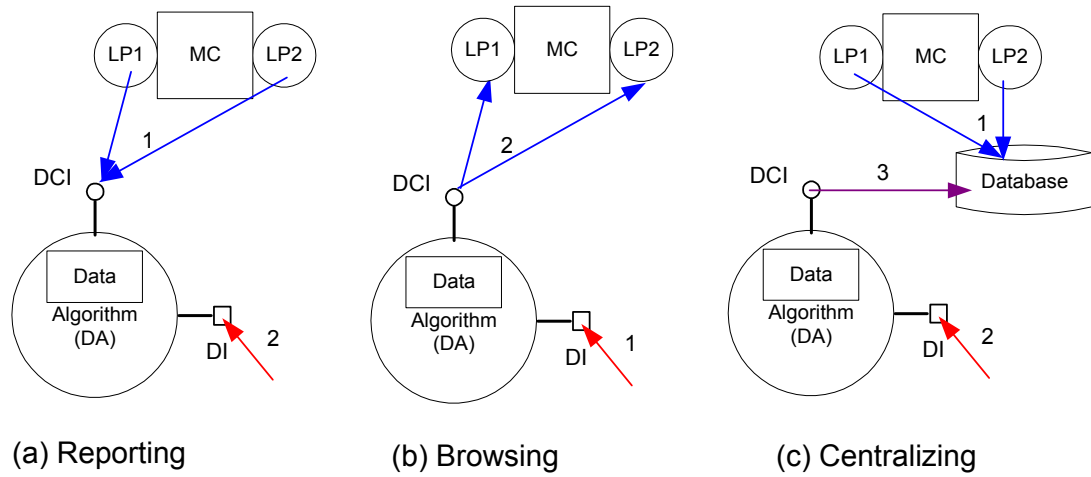 LP1
MC
LP2
1
DCI
Data
Algorithm
(DA)
DI
2
(a) Reporting
LP1
MC
LP2
2
DCI
Data
Algorithm
(DA)
DI
1
(b) Browsing
LP1
MC
LP2
1
DCI
3
Database
Data
Algorithm
(DA)
DI
2
(c) Centralizing